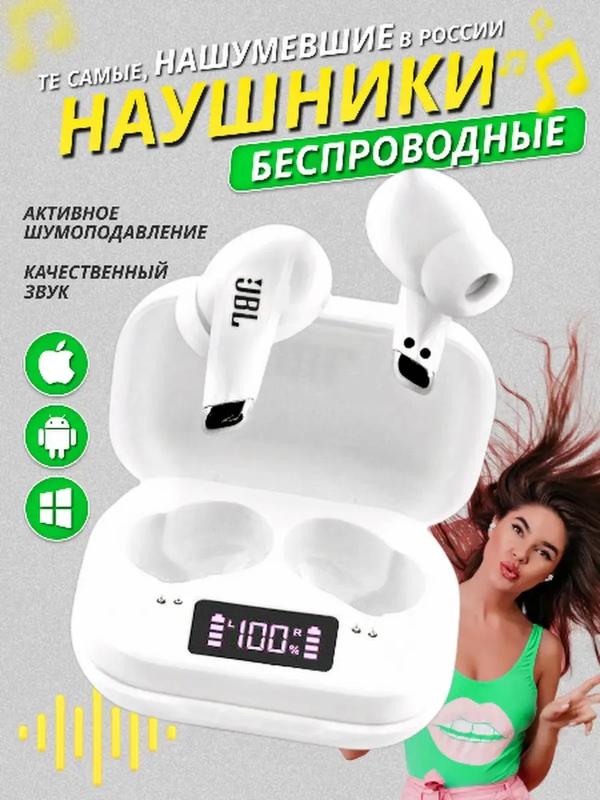 ТЕ САМЫЕ, НАШУМЕВШИЕ В РОССИИ
НАУШНИКИ
БЕСПРОВОДНЫЕ
АКТИВНОЕ
ШУМОПОДАВЛЕНИЕ
КАЧЕСТВЕННЫЙ
ЗВУК
JBL
L 100 % R